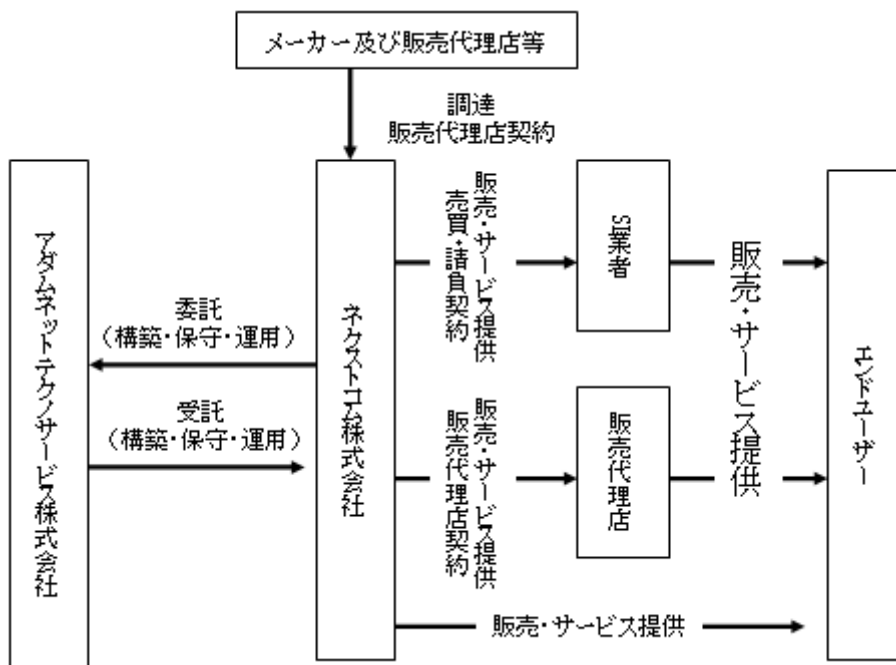 メーカー及び販売代理店等
調達
販売代理店契約
アダムネットテクノサービス株式会社
委託
（構築・保守・運用）
受託
（構築・保守・運用）
ネクストコム株式会社
販売・サービス提供
売買・諸負契約
SI業者
販売・サービス提供
販売代理店契約
販売代理店
販売・サービス提供
エンドユーザー
販売・サービス提供